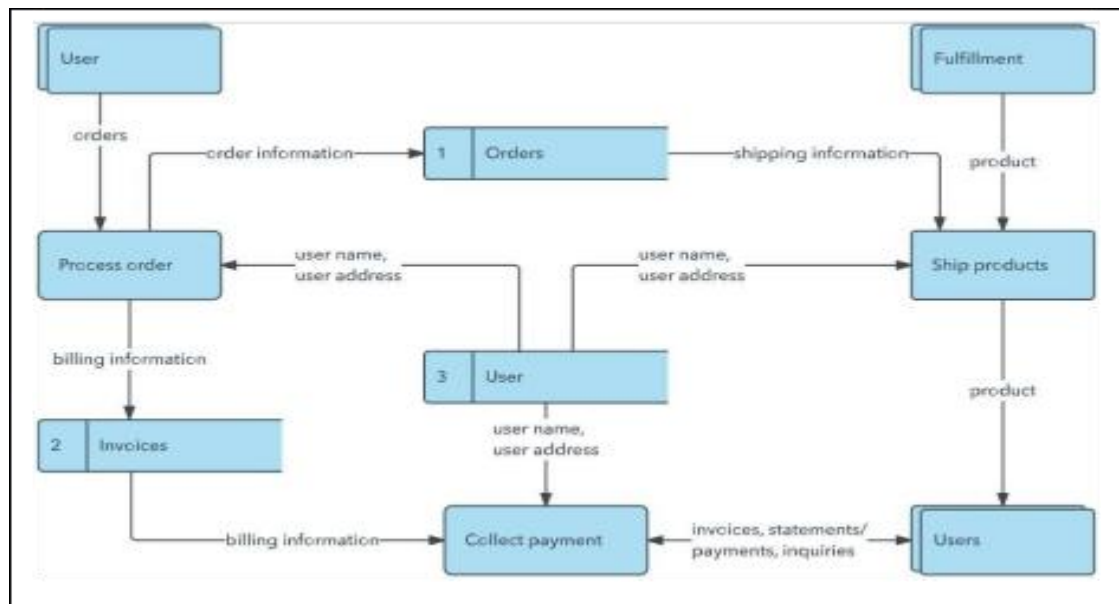 User
Fulfillment
orders
order information
1 Orders
shipping information
product
Process order
user name,
user address
user name,
user address
Ship products
billing information
3 User
product
2 Invoices
user name,
user address
billing information
Collect payment
invoices, statements/
payments, inquiries
Users